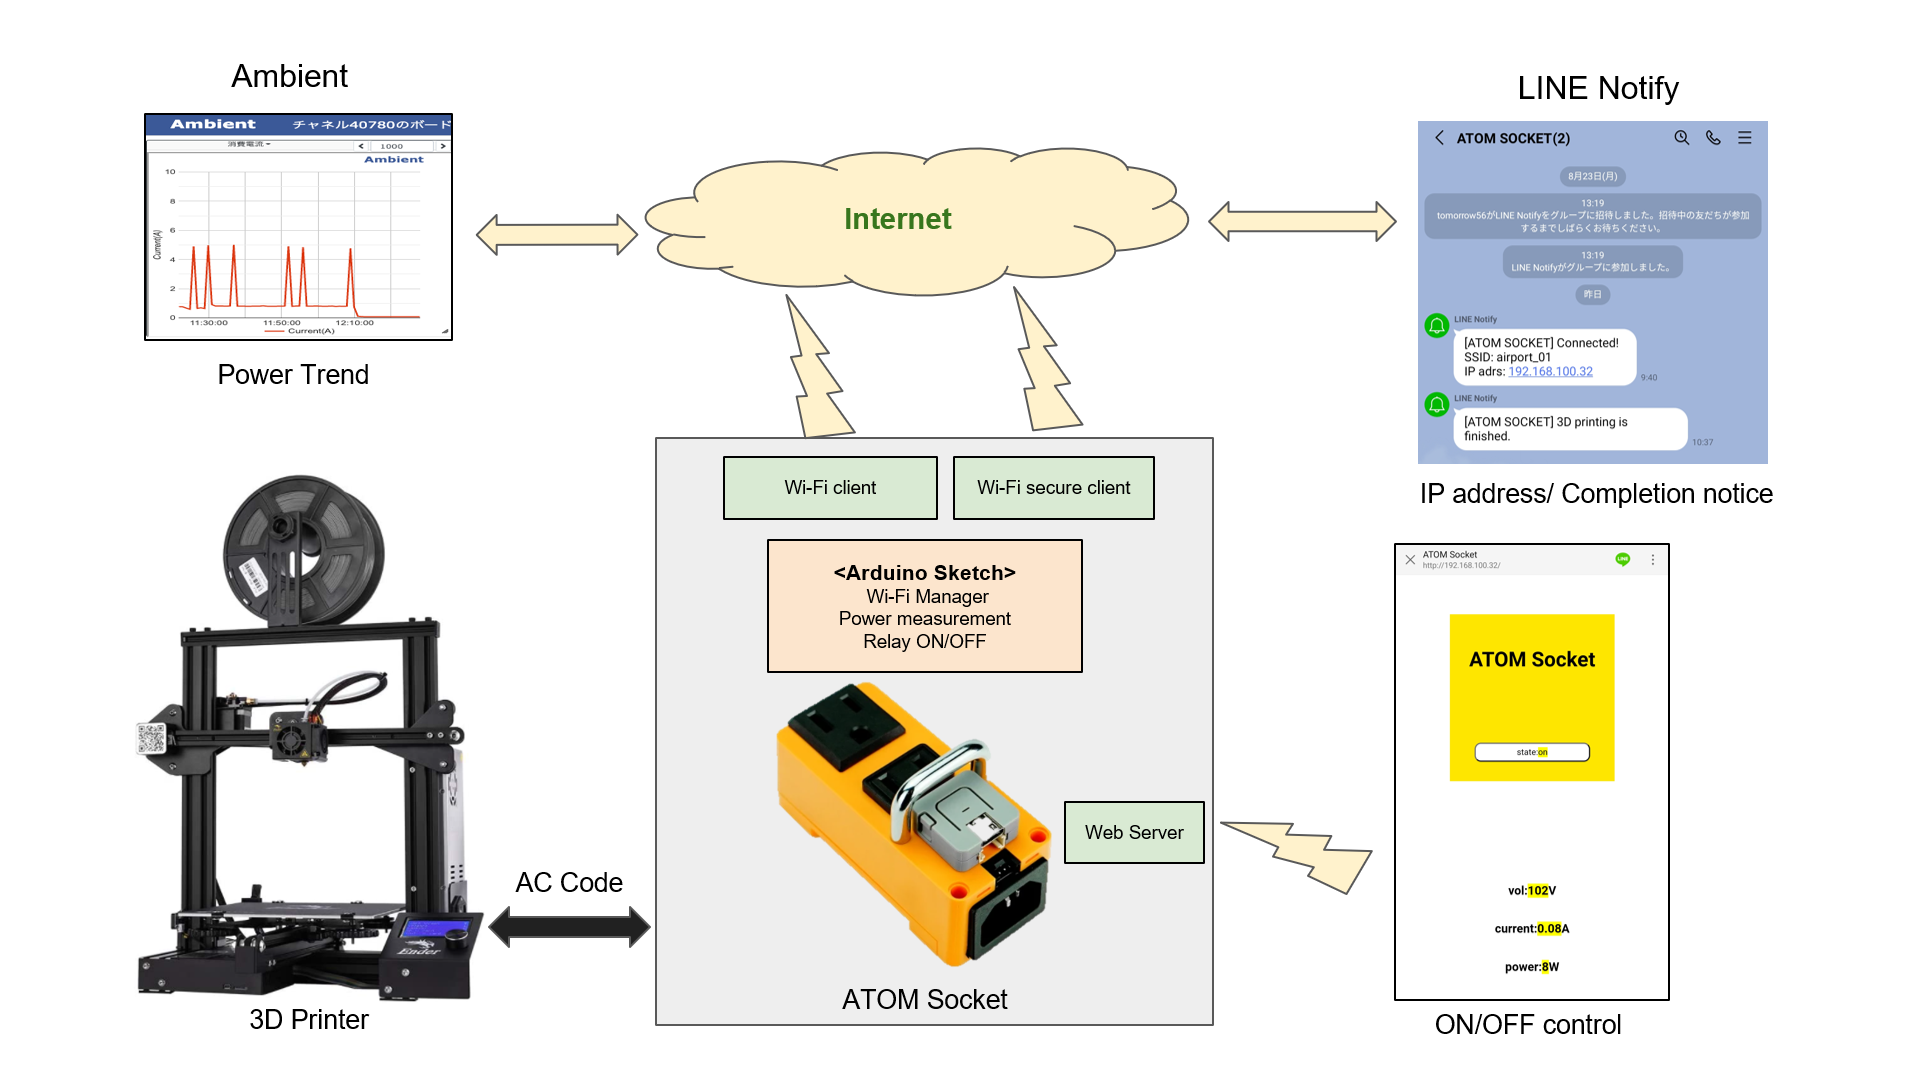 Ambient
Ambient チャネル40780のボード
消費電流
< 1000 >
Ambient
10
8
6
4
2
0
Current(A)
11:30:00 11:50:00 12:10:00
Current(A)
Power Trend
Internet
LINE Notify
ATOM SOCKET(2)
8月23日(月)
13:19
tomorrow56がLINE Notifyをグループに招待しました。招待中の友だちが参加
するまでしばらくお待ちください。
13:19
LINE Notifyがグループに参加しました。
昨日
LINE Notify
[ATOM SOCKET] Connected!
SSID: airport_01
IP adrs: 192.168.100.32
9:40
LINE Notify
[ATOM SOCKET] 3D printing is
finished.
10:37
IP address/ Completion notice
Wi-Fi client
Wi-Fi secure client
<Arduino Sketch>
Wi-Fi Manager
Power measurement
Relay ON/OFF
Web Server
ATOM Socket
AC Code
Ender
3D Printer
ATOM Socket
http://192.168.100.32/
LINE
ATOM Socket
state:on
vol:102V
current:0.08A
power:8W
ON/OFF control